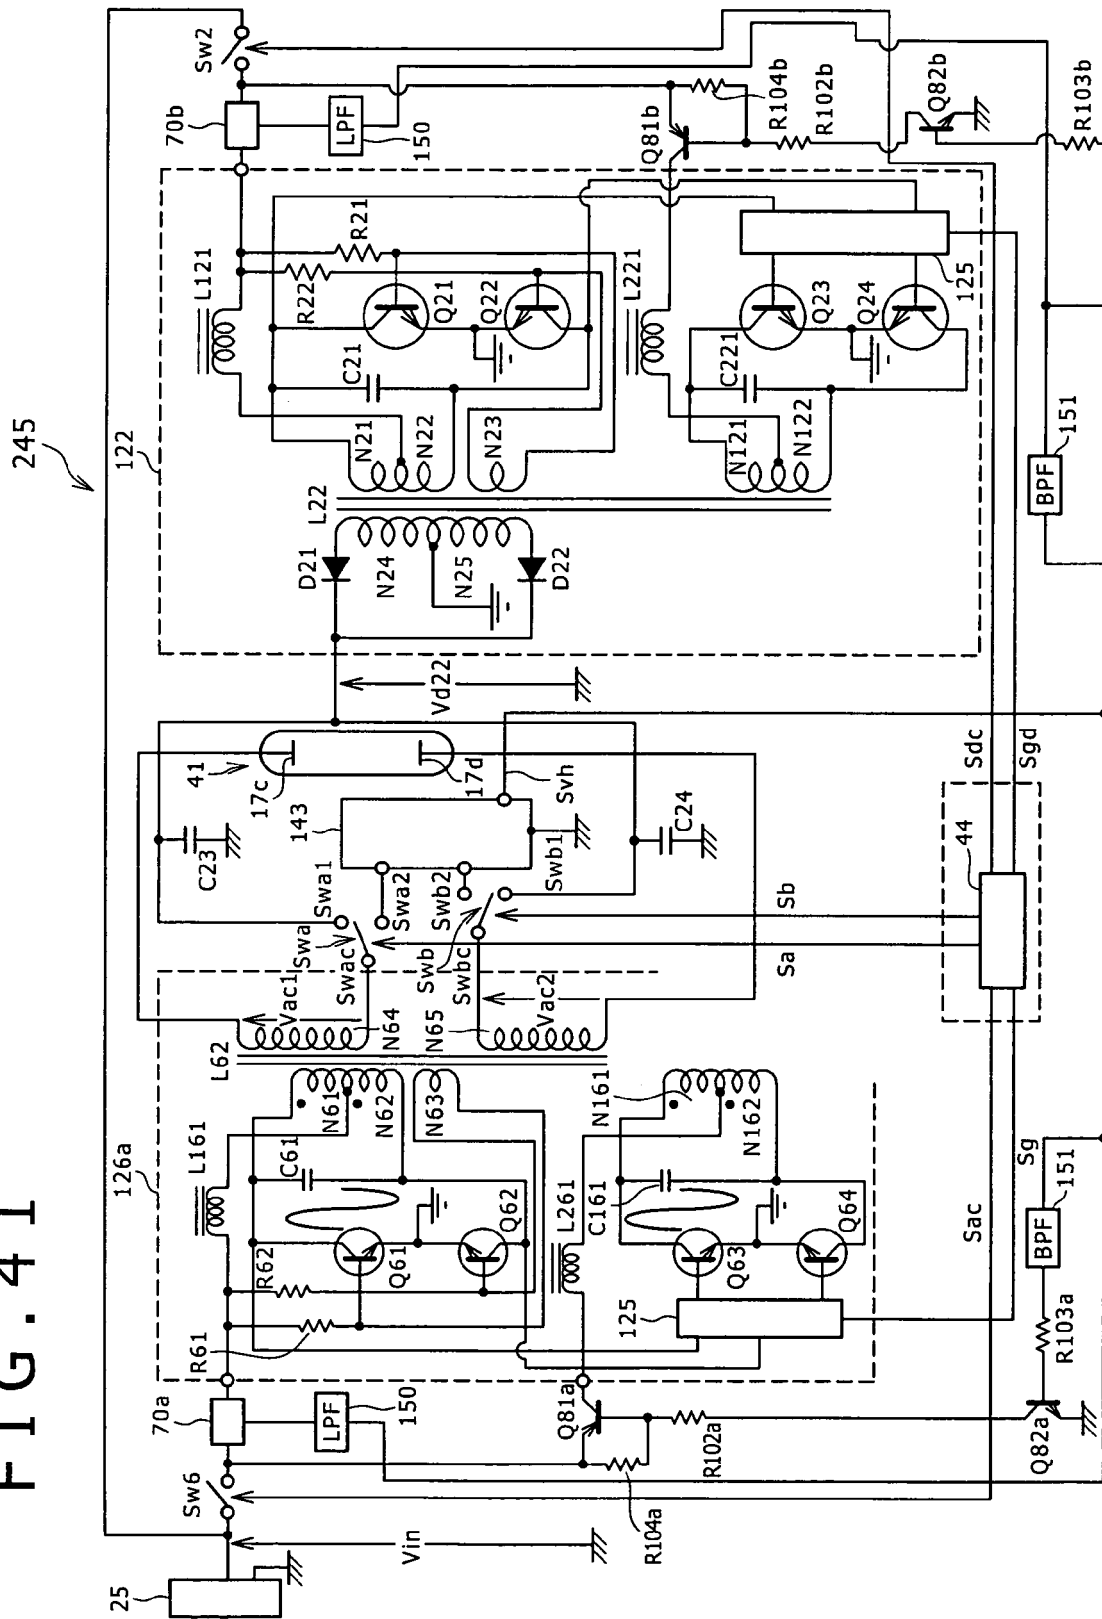 FIG. 41
245
25
Vin
Sw6
70a
LPF
150
R104a
R102a
Q81a
Q82a
R103a
BPF
151
126a
R61
R62
L161
C61
Q61
Q62
N61
N62
N63
L62
N64
N65
Vac1
Vac2
125
L261
C161
Q63
Q64
N161
N162
Sac
Sg
44
Sa
Sb
Sdc
Sgd
Swac
Swa
Swa1
Swa2
Swbc
Swb
Swb2
Swb1
C23
C24
143
41
17c
17d
Svh
Vd22
122
D21
D22
N24
N25
L22
N21
N22
N23
N121
N122
C21
C221
L121
L221
R22
R21
Q21
Q22
Q23
Q24
125
BPF
151
70b
LPF
150
Sw2
Q81b
R104b
R102b
Q82b
R103b